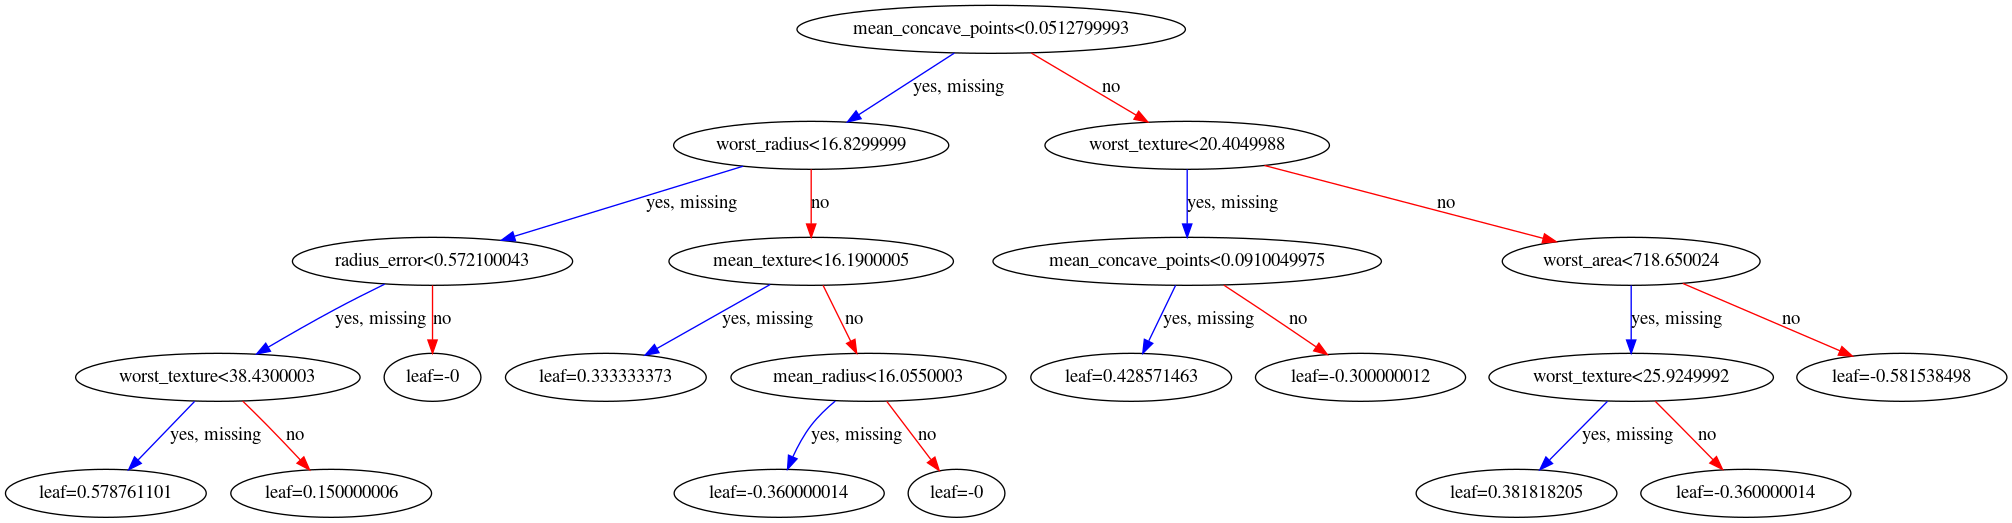 mean_concave_points<0.0512799993
yes, missing
no
worst_radius<16.8299999
worst_texture<20.4049988
yes, missing
no
yes, missing
no
radius_error<0.572100043
mean_texture<16.1900005
mean_concave_points<0.0910049975
worst_area<718.650024
yes, missing
no
yes, missing
no
yes, missing
no
yes, missing
no
worst_texture<38.4300003
leaf=-0
leaf=0.333333373
mean_radius<16.0550003
leaf=0.428571463
leaf=-0.300000012
worst_texture<25.9249992
leaf=-0.581538498
yes, missing
no
yes, missing
no
yes, missing
no
leaf=0.578761101
leaf=0.150000006
leaf=-0.360000014
leaf=-0
leaf=0.381818205
leaf=-0.360000014